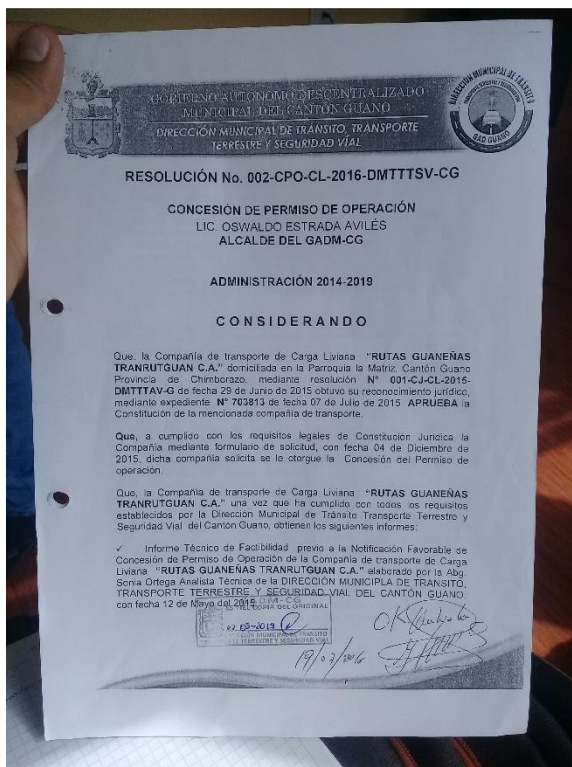 GOBIERNO AUTONOMO DESCENTRALIZADO
MUNICIPAL DEL CANTÓN GUANO
DIRECCIÓN MUNICIPAL DE TRÁNSITO, TRANSPORTE
TERRESTRE Y SEGURIDAD VIAL
DIRECCIÓN MUNICIPAL DE TRÁNSITO
GAD GUANO
RESOLUCIÓN No. 002-CPO-CL-2016-DMTTTSV-CG
CONCESIÓN DE PERMISO DE OPERACIÓN
LIC. OSWALDO ESTRADA AVILÉS
ALCALDE DEL GADM-CG
ADMINISTRACIÓN 2014-2019
CONSIDERANDO
Que, la Compañía de transporte de Carga Liviana "RUTAS GUANEÑAS
TRANRUTGUAN C.A." domiciliada en la Parroquia la Matriz, Cantón Guano
Provincia de Chimborazo, mediante resolución N° 001-CJ-CL-2015-
DMTTTAV-G de fecha 29 de Junio de 2015 obtuvo su reconocimiento jurídico,
mediante expediente N° 703813 de fecha 07 de Julio de 2015 APRUEBA la
Constitución de la mencionada compañía de transporte.
Que, a cumplido con los requisitos legales de Constitución Jurídica la
Compañía mediante formulario de solicitud, con fecha 04 de Diciembre de
2015, dicha compañía solicita se le otorgue la Concesión del Permiso de
operación.
Que, la Compañía de transporte de Carga Liviana "RUTAS GUANEÑAS
TRANRUTGUAN C.A." una vez que ha cumplido con todos los requisitos
establecidos por la Dirección Municipal de Tránsito Transporte Terrestre y
Seguridad Vial del Cantón Guano, obtienen los siguientes informes:
✓ Informe Técnico de Factibilidad previo a la Notificación Favorable de
Concesión de Permiso de Operación de la Compañía de transporte de Carga
Liviana "RUTAS GUANEÑAS TRANRUTGUAN C.A." elaborado por la Abg.
Sonia Ortega Analista Técnica de la DIRECCIÓN MUNICIPLA DE TRANSITO,
TRANSPORTE TERRESTRE Y SEGURIDAD VIAL DEL CANTÓN GUANO,
con fecha 12 de Mayo del
GADM-CG
COPIA DEL ORIGINAL
DIRECCIÓN MUNICIPAL DE TRANSITO
TERRESTRE Y SEGURIDAD VIAL
OK